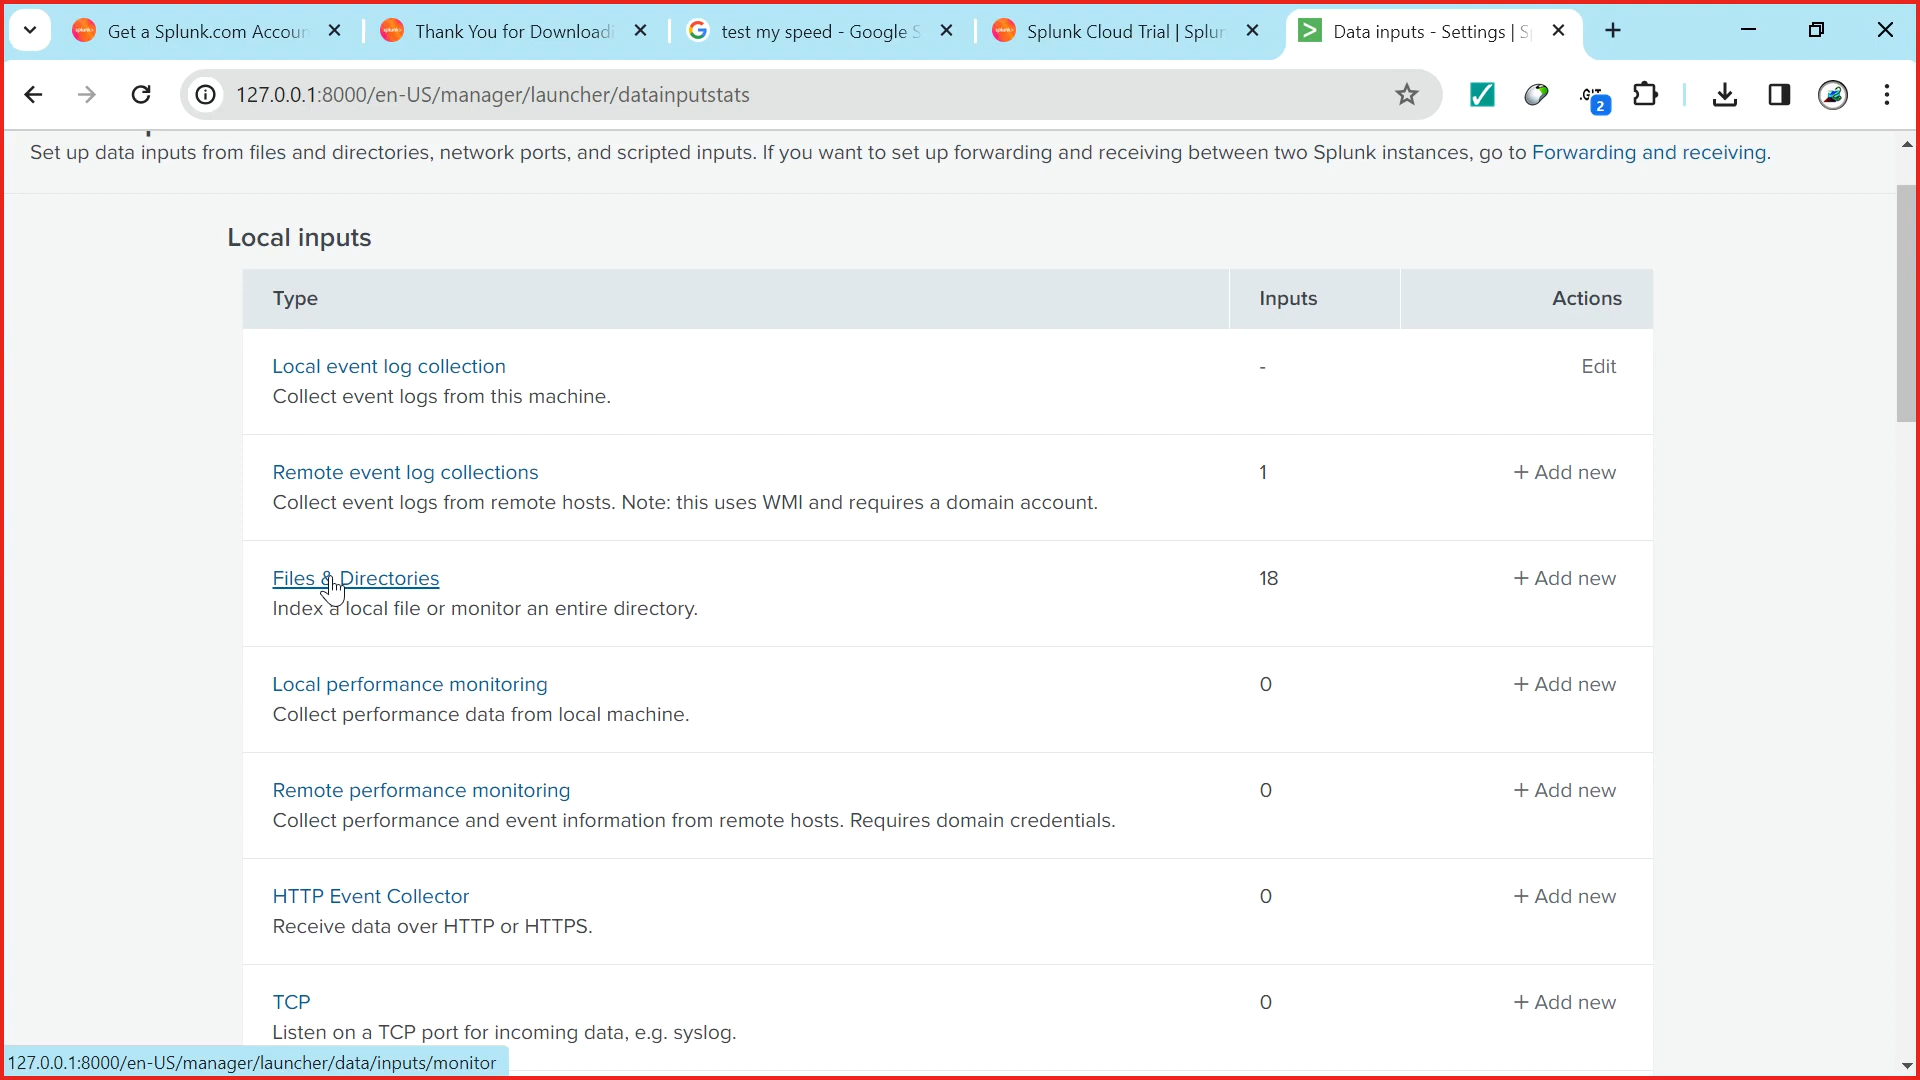 Get a Splunk.com Accoun
Thank You for Downloadi
test my speed - Google S
Splunk Cloud Trial | Splun
Data inputs - Settings | Sp
127.0.0.1:8000/en-US/manager/launcher/datainputstats
.GIT
2
Set up data inputs from files and directories, network ports, and scripted inputs. If you want to set up forwarding and receiving between two Splunk instances, go to Forwarding and receiving.
Local inputs
Type Inputs Actions
Local event log collection - Edit
Collect event logs from this machine.
Remote event log collections 1 + Add new
Collect event logs from remote hosts. Note: this uses WMI and requires a domain account.
Files & Directories 18 + Add new
Index a local file or monitor an entire directory.
Local performance monitoring 0 + Add new
Collect performance data from local machine.
Remote performance monitoring 0 + Add new
Collect performance and event information from remote hosts. Requires domain credentials.
HTTP Event Collector 0 + Add new
Receive data over HTTP or HTTPS.
TCP 0 + Add new
Listen on a TCP port for incoming data, e.g. syslog.
127.0.0.1:8000/en-US/manager/launcher/data/inputs/monitor